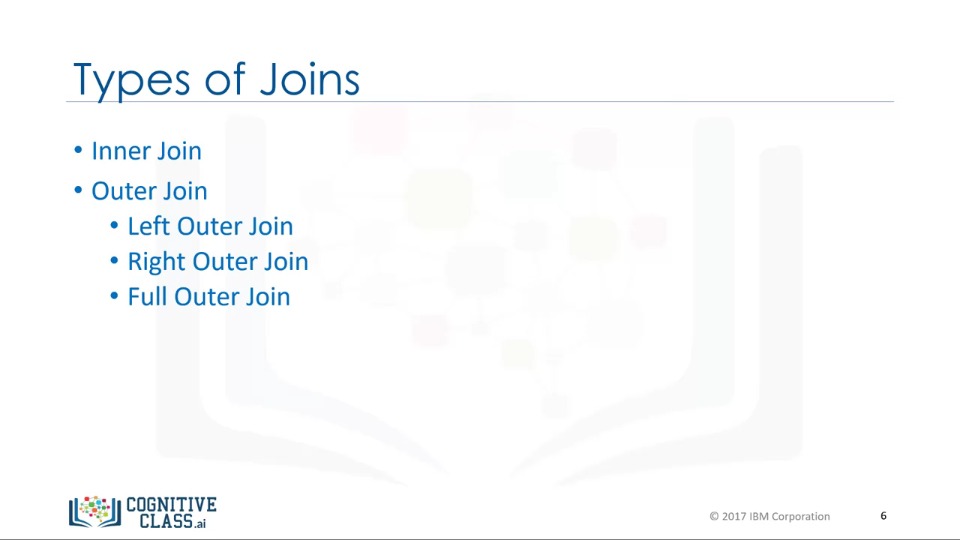 Types of Joins
• Inner Join
• Outer Join
• Left Outer Join
• Right Outer Join
• Full Outer Join
COGNITIVE
CLASS.ai
© 2017 IBM Corporation 6